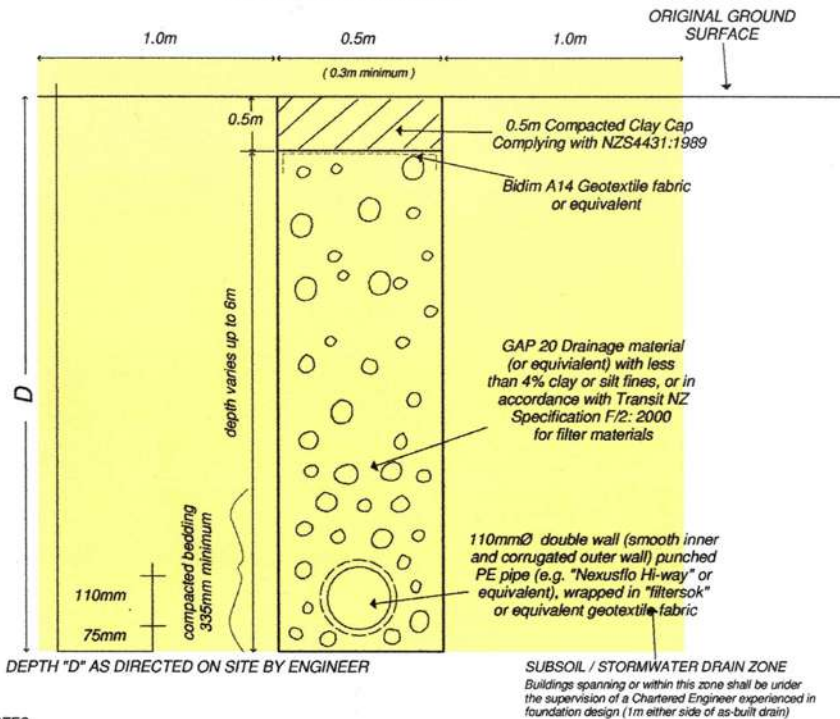 ORIGINAL GROUND
SURFACE
1.0m
0.5m
1.0m
( 0.3m minimum )
0.5m
0.5m Compacted Clay Cap
Complying with NZS4431:1989
Bidim A14 Geotextile fabric
or equivalent
depth varies up to 6m
D
GAP 20 Drainage material
(or equivialent) with less
than 4% clay or silt fines, or in
accordance with Transit NZ
Specification F/2: 2000
for filter materials
compacted bedding
335mm minimum
110mmØ double wall (smooth inner
and corrugated outer wall) punched
PE pipe (e.g. "Nexusflo Hi-way" or
equivalent), wrapped in "filtersok"
or equivalent geotextile fabric
110mm
75mm
DEPTH "D" AS DIRECTED ON SITE BY ENGINEER
SUBSOIL / STORMWATER DRAIN ZONE
Buildings spanning or within this zone shall be under
the supervision of a Chartered Engineer experienced in
foundation design (1m either side of as-built drain)